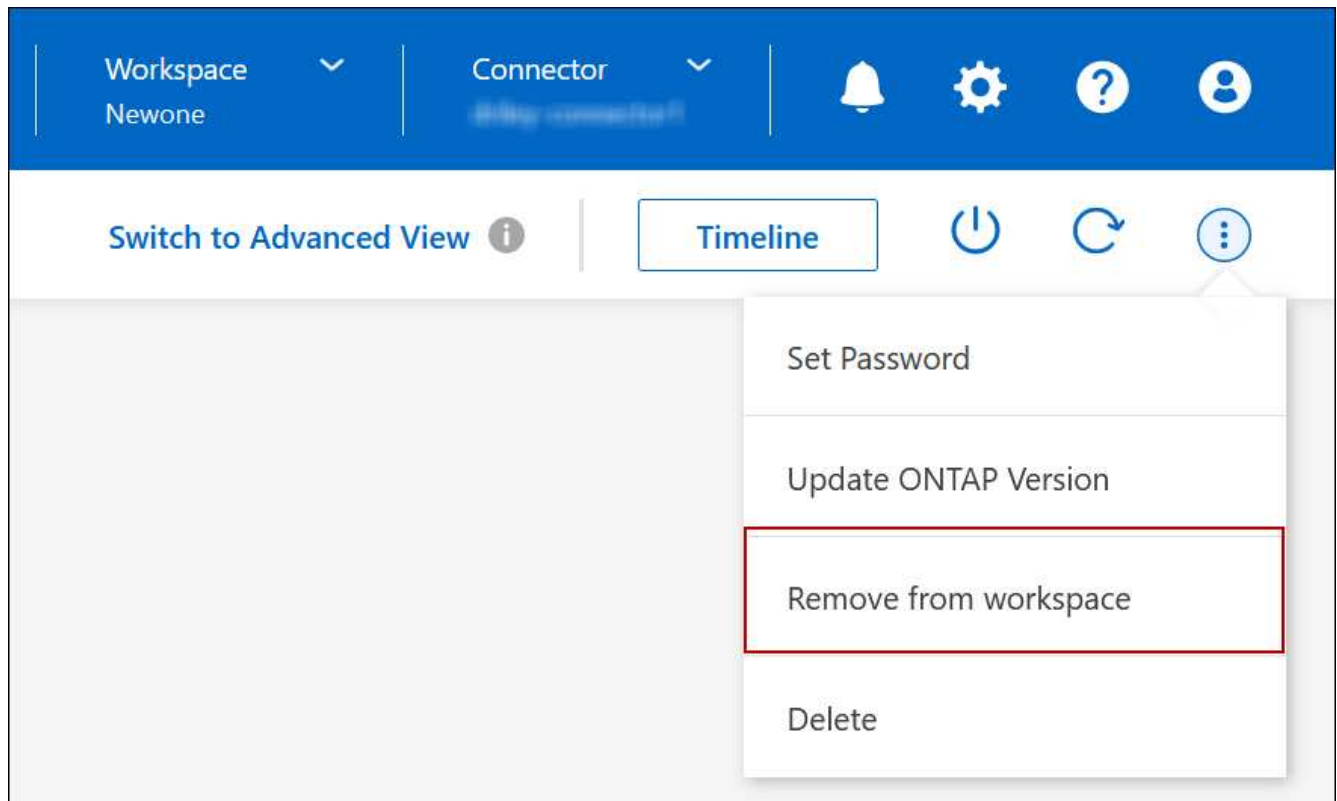 Workspace
Newone
Connector
Switch to Advanced View
Timeline
Set Password
Update ONTAP Version
Remove from workspace
Delete